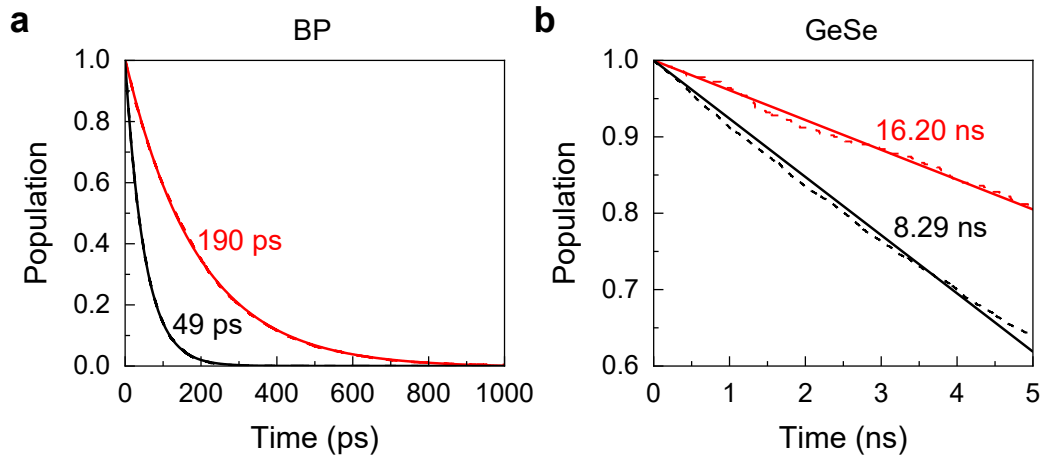 a
BP
Population
1.0
0.8
0.6
0.4
0.2
0.0
190 ps
49 ps
0 200 400 600 800 1000
Time (ps)
b
GeSe
Population
1.0
0.9
0.8
0.7
0.6
16.20 ns
8.29 ns
0 1 2 3 4 5
Time (ns)